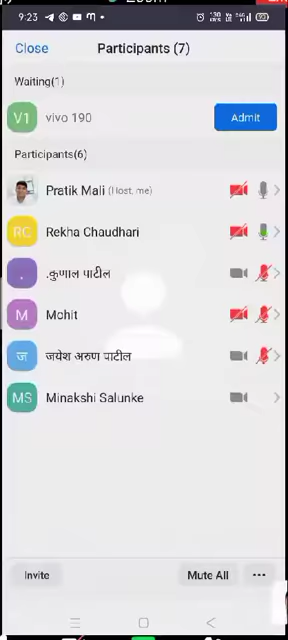 Zoom
9:23
Close Participants (7)
Waiting(1)
V1 vivo 190 Admit
Participants(6)
Pratik Mali (Host, me)
RC Rekha Chaudhari
. .कुणाल पाटील
M Mohit
ज जयेश अरुण पाटील
MS Minakshi Salunke
Invite Mute All ...